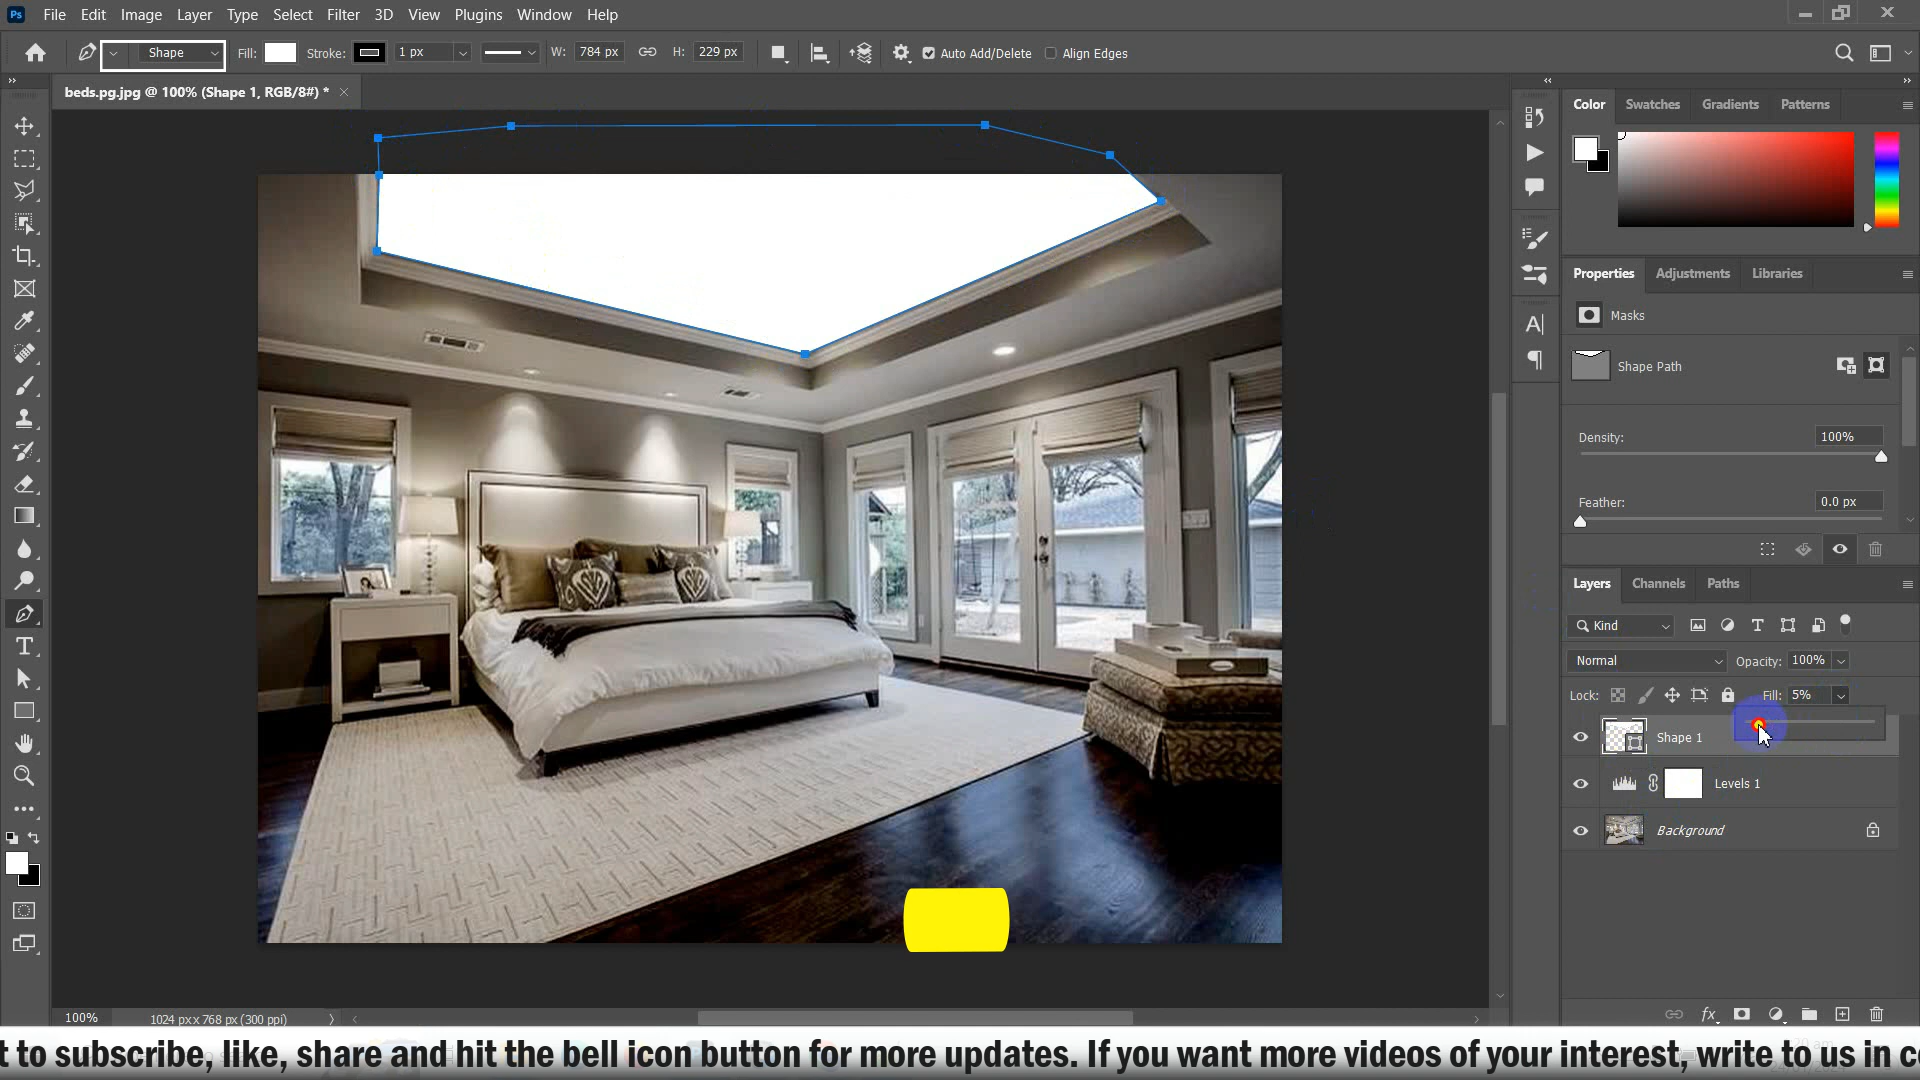 Ps File Edit Image Layer Type Select Filter 3D View Plugins Window Help
Shape Fill: Stroke: 1 px W: 784 px H: 229 px Auto Add/Delete Align Edges
beds.pg.jpg @ 100% (Shape 1, RGB/8#) *
Color Swatches Gradients Patterns
Properties Adjustments Libraries
Masks
Shape Path
Density: 100%
Feather: 0.0 px
Layers Channels Paths
Kind
Normal Opacity: 100%
Lock: Fill: 5%
Shape 1
Levels 1
Background
100% 1024 px x 768 px (300 ppi)
t to subscribe, like, share and hit the bell icon button for more updates. If you want more videos of your interest, write to us in c